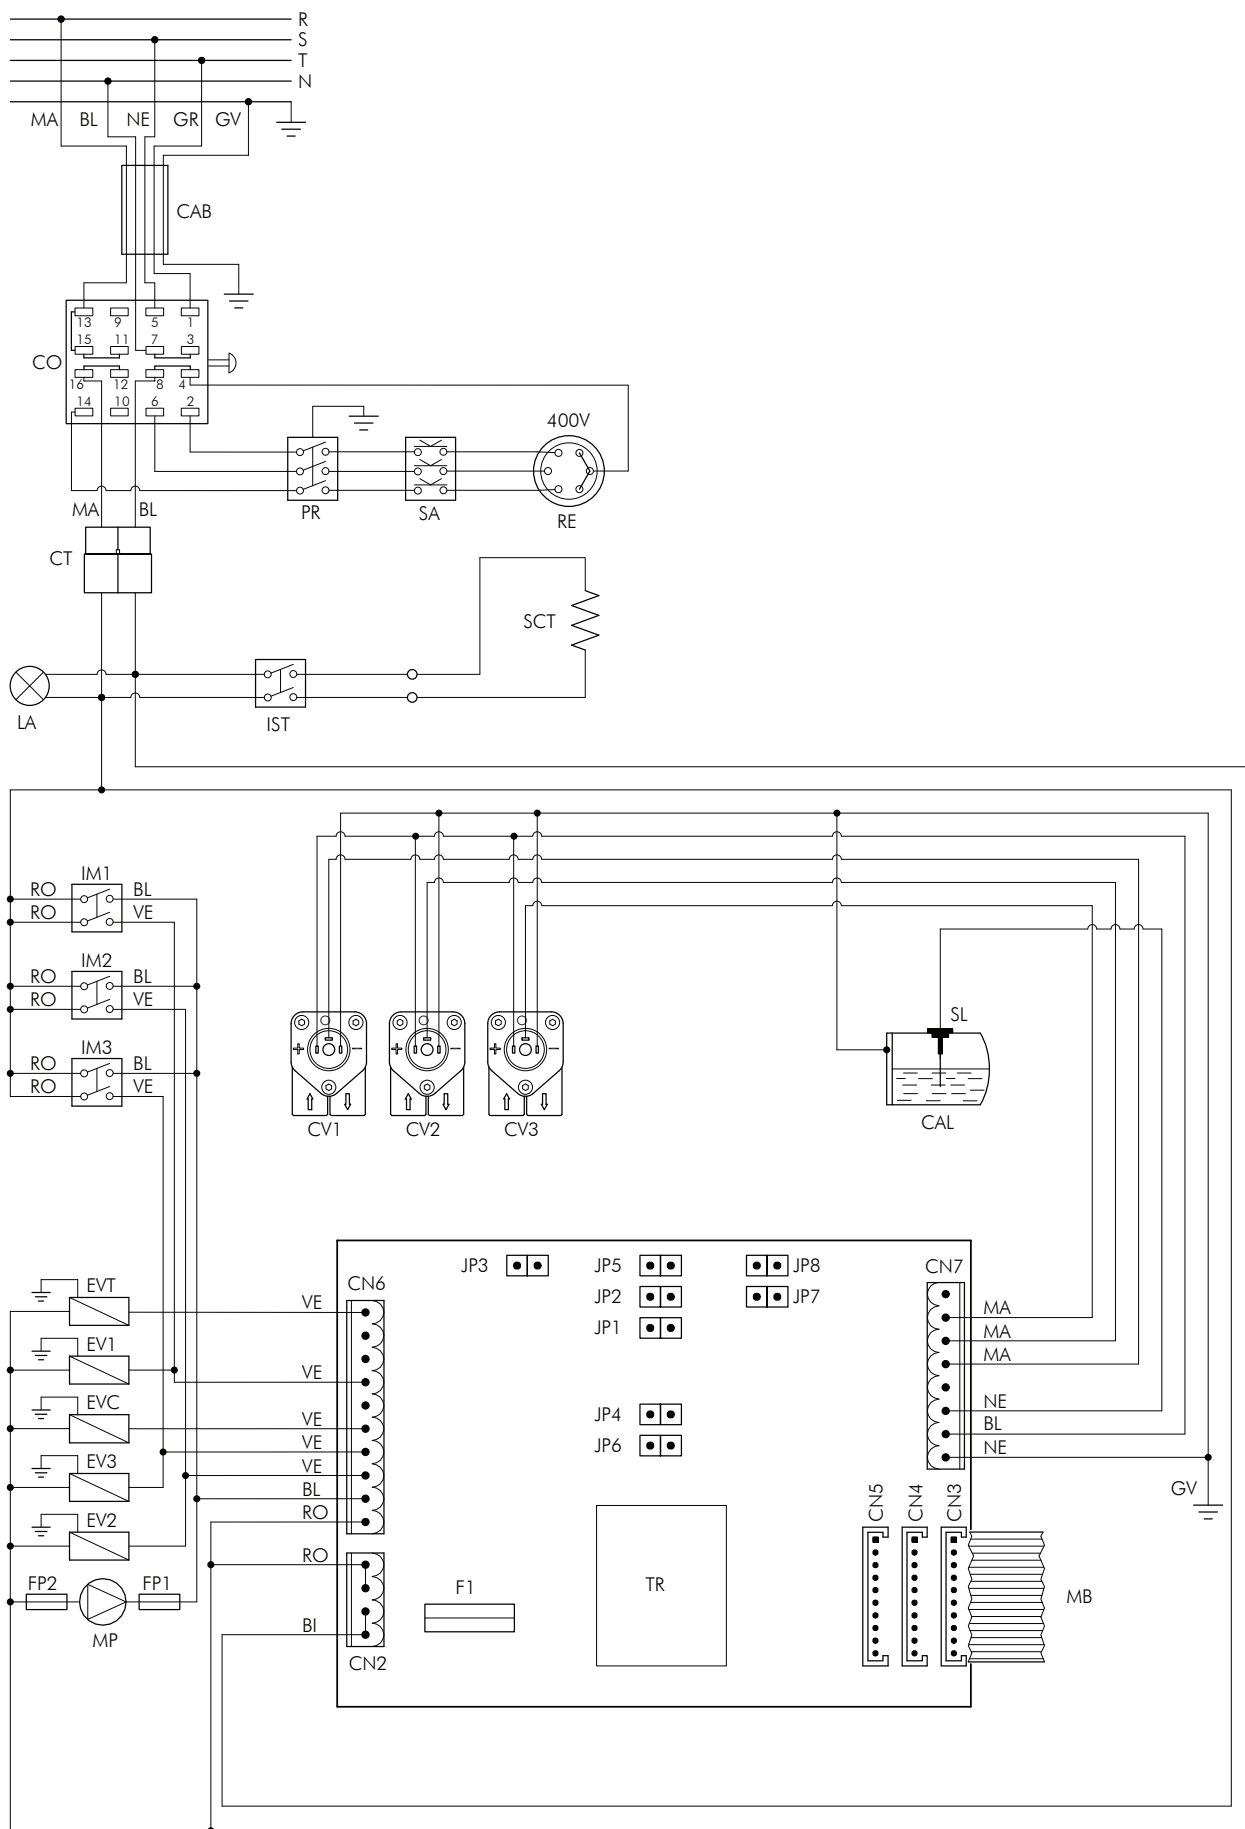 R
S
T
N
MA BL NE GR GV
CAB
13 9 5 1
15 11 7 3
CO
16 12 8 4
14 10 6 2
400V
MA BL
PR SA RE
CT
SCT
LA IST
IM1
RO BL
RO VE
IM2
RO BL
RO VE
IM3
RO BL
RO VE
+ − + − + −
CV1 CV2 CV3
SL
CAL
JP3 JP5 JP8
CN6 CN7
EVT VE JP2 JP7
MA
JP1
MA
EV1 MA
VE
EVC NE
VE JP4
BL
VE JP6
NE
EV3 VE
BL GV
RO CN5 CN4 CN3
EV2
RO
FP2 FP1 F1 TR MB
BI
MP
CN2